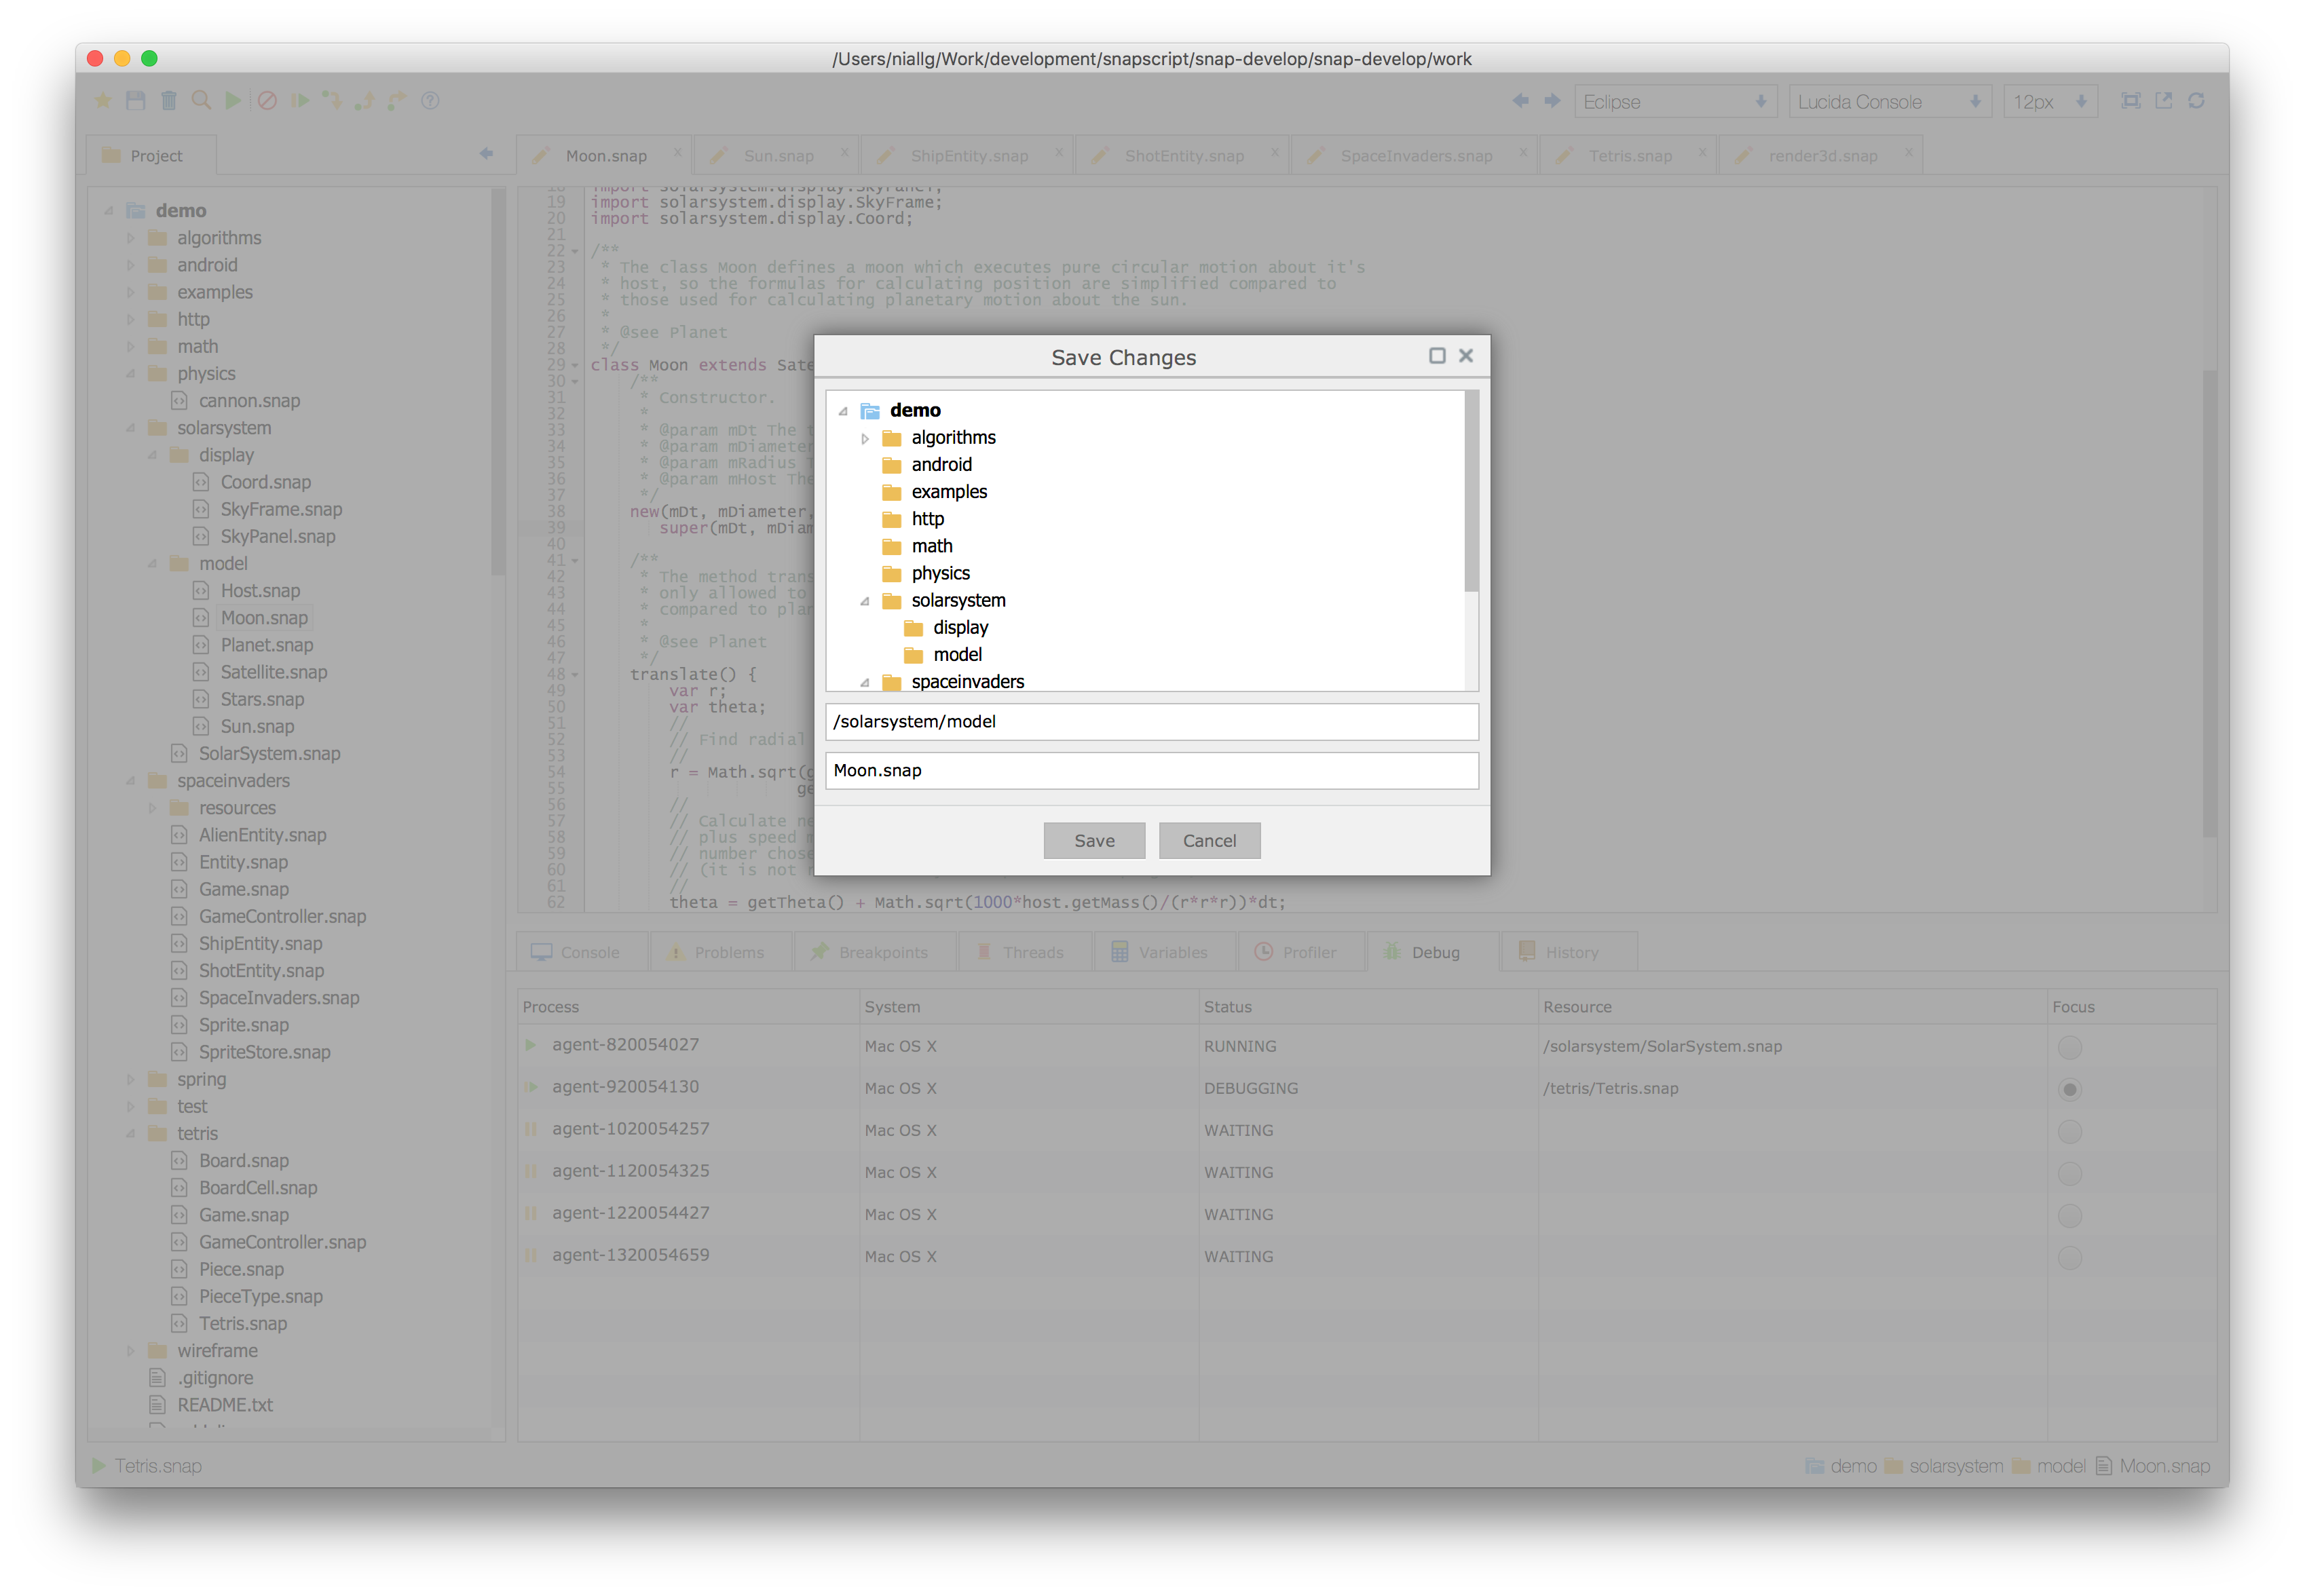 /Users/niallg/Work/development/snapscript/snap-develop/snap-develop/work
Eclipse
Lucida Console
12px
Project
Moon.snap x
Sun.snap x
ShipEntity.snap x
ShotEntity.snap x
SpaceInvaders.snap x
Tetris.snap x
render3d.snap x
demo
algorithms
android
examples
http
math
physics
cannon.snap
solarsystem
display
Coord.snap
SkyFrame.snap
SkyPanel.snap
model
Host.snap
Moon.snap
Planet.snap
Satellite.snap
Stars.snap
Sun.snap
SolarSystem.snap
spaceinvaders
resources
AlienEntity.snap
Entity.snap
Game.snap
GameController.snap
ShipEntity.snap
ShotEntity.snap
SpaceInvaders.snap
Sprite.snap
SpriteStore.snap
spring
test
tetris
Board.snap
BoardCell.snap
Game.snap
GameController.snap
Piece.snap
PieceType.snap
Tetris.snap
wireframe
.gitignore
README.txt
18 import solarsystem.display.SkyPanel;
19 import solarsystem.display.SkyFrame;
20 import solarsystem.display.Coord;
21
22 /**
23 * The class Moon defines a moon which executes pure circular motion about it's
24 * host, so the formulas for calculating position are simplified compared to
25 * those used for calculating planetary motion about the sun.
26 *
27 * @see Planet
28 */
29 class Moon extends Sate
30 /**
31 * Constructor.
32 *
33 * @param mDt The
34 * @param mDiameter
35 * @param mRadius
36 * @param mHost The
37 */
38 new(mDt, mDiameter,
39 super(mDt, mDiam
40
41 /**
42 * The method trans
43 * only allowed to
44 * compared to plan
45 *
46 * @see Planet
47 */
48 translate() {
49 var r;
50 var theta;
51 //
52 // Find radial
53 //
54 r = Math.sqrt(g
55 ge
56 //
57 // Calculate ne
58 // plus speed
59 // number chose
60 // (it is not
61 //
62 theta = getTheta() + Math.sqrt(1000*host.getMass()/(r*r*r))*dt;
Save Changes
demo
algorithms
android
examples
http
math
physics
solarsystem
display
model
spaceinvaders
/solarsystem/model
Moon.snap
Save
Cancel
Console
Problems
Breakpoints
Threads
Variables
Profiler
Debug
History
Process System Status Resource Focus
agent-820054027 Mac OS X RUNNING /solarsystem/SolarSystem.snap
agent-920054130 Mac OS X DEBUGGING /tetris/Tetris.snap
agent-1020054257 Mac OS X WAITING
agent-1120054325 Mac OS X WAITING
agent-1220054427 Mac OS X WAITING
agent-1320054659 Mac OS X WAITING
Tetris.snap
demo solarsystem model Moon.snap